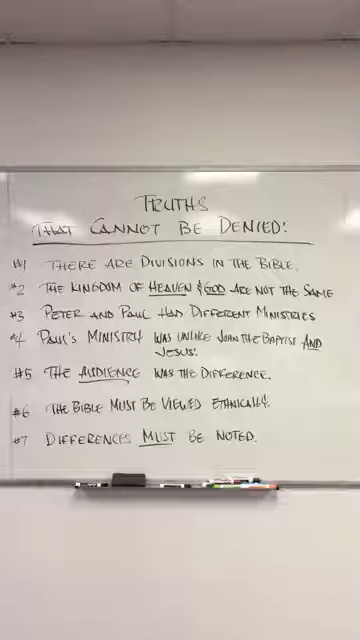 TRUTHS
THAT CANNOT BE DENIED:
#1 THERE ARE DIVISIONS IN THE BIBLE.
#2 THE KINGDOM OF HEAVEN & GOD ARE NOT THE SAME
#3 PETER AND PAUL HAD DIFFERENT MINISTRIES
#4 PAUL'S MINISTRY WAS UNLIKE JOHN THE BAPTIST AND
JESUS'.
#5 THE AUDIENCE WAS THE DIFFERENCE.
#6 THE BIBLE MUST BE VIEWED ETHNICALLY.
#7 DIFFERENCES MUST BE NOTED.